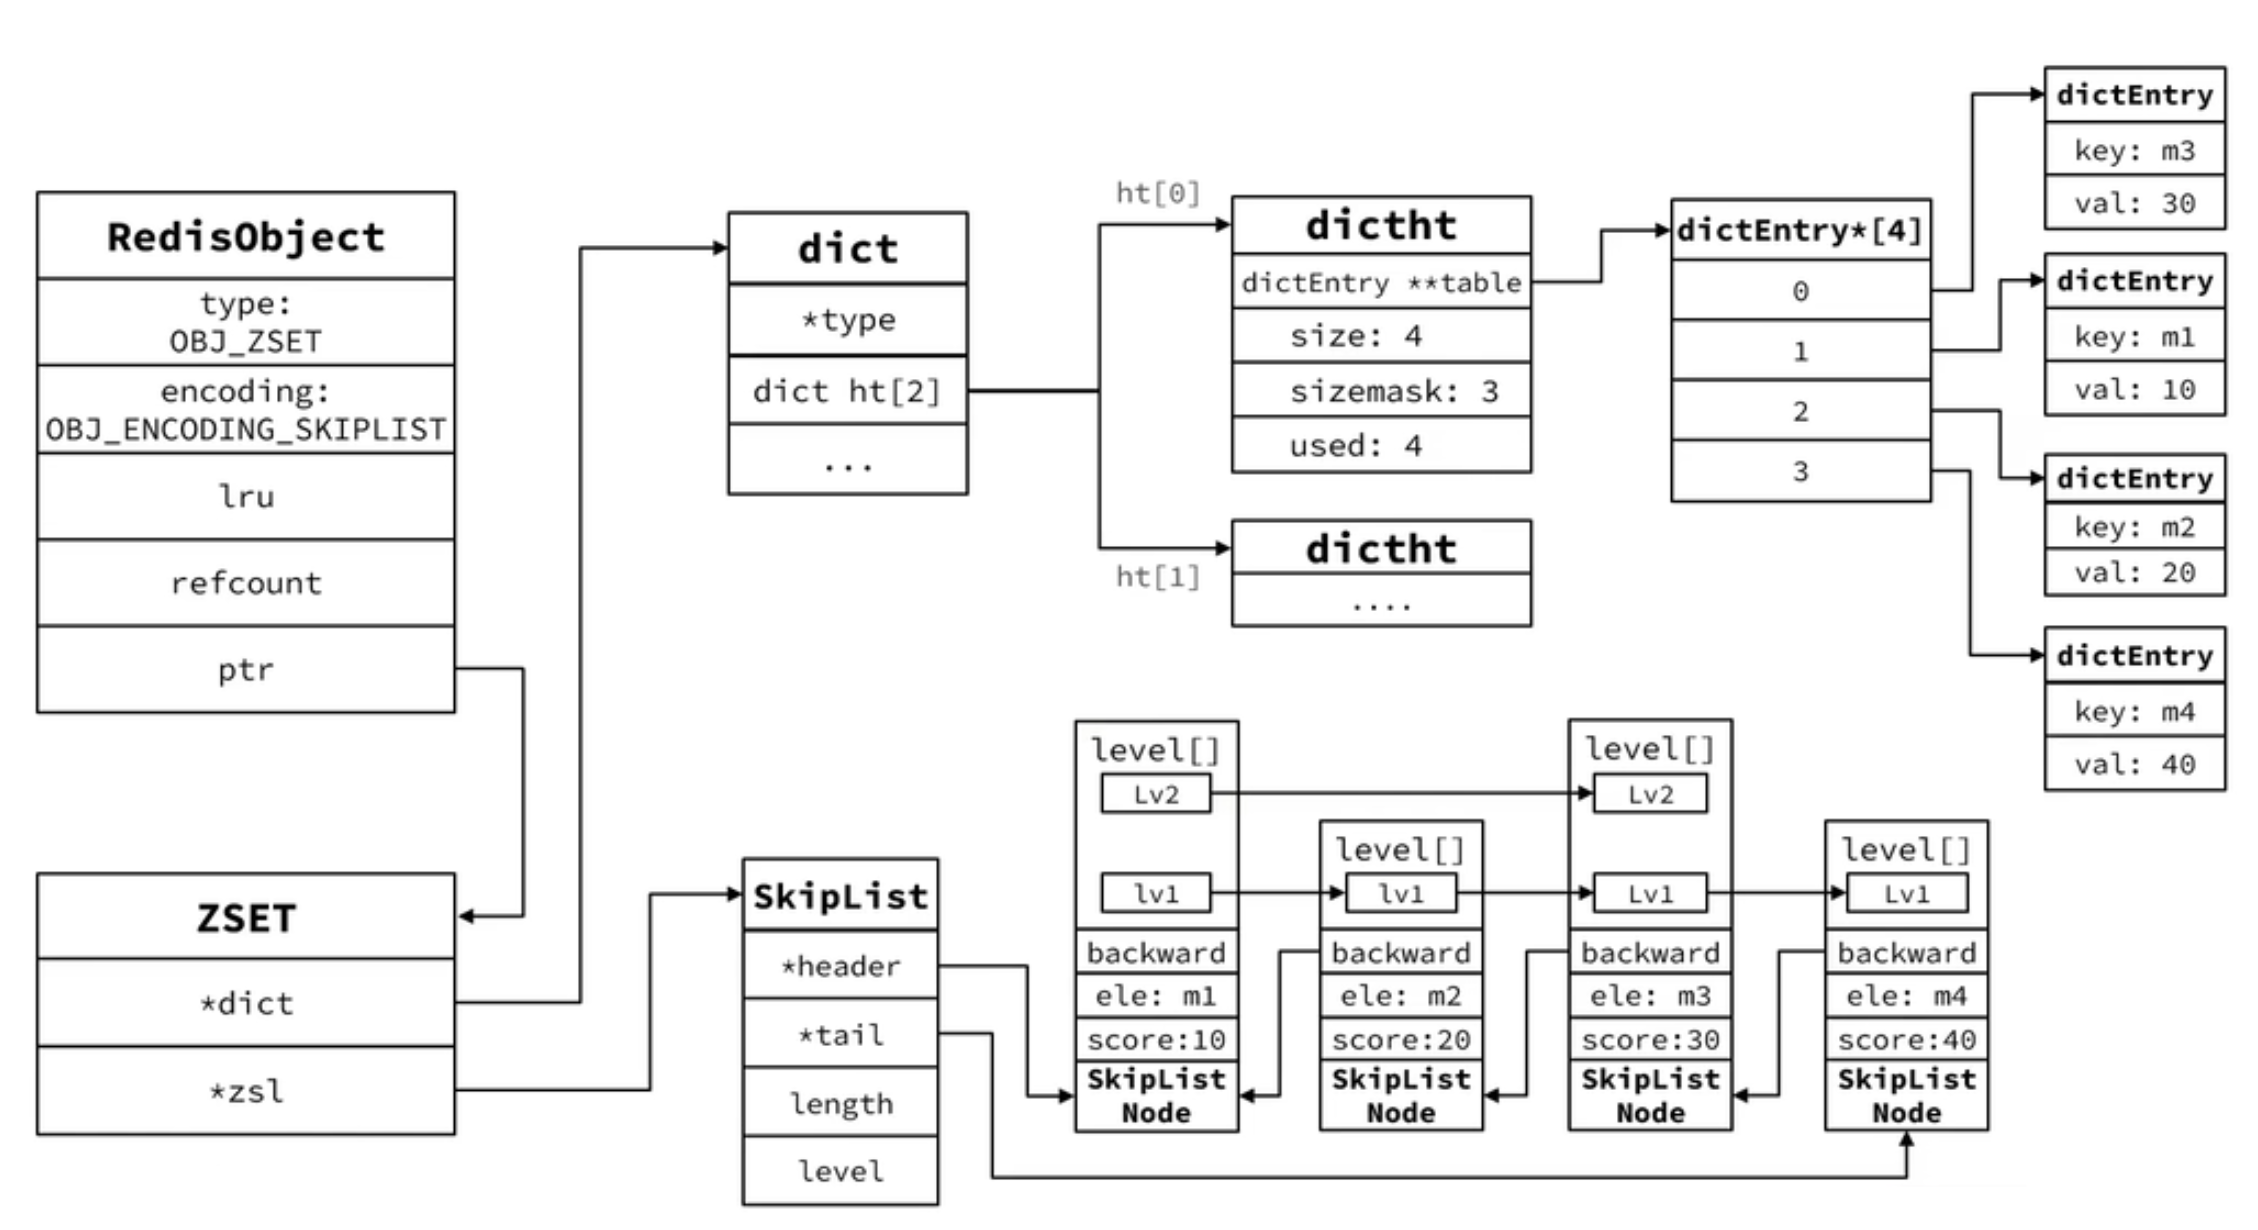 RedisObject
type:
OBJ_ZSET
encoding:
OBJ_ENCODING_SKIPLIST
lru
refcount
ptr
ZSET
*dict
*zsl
dict
*type
dict ht[2]
...
ht[0]
dictht
dictEntry **table
size: 4
sizemask: 3
used: 4
ht[1]
dictht
....
dictEntry*[4]
0
1
2
3
dictEntry
key: m3
val: 30
dictEntry
key: m1
val: 10
dictEntry
key: m2
val: 20
dictEntry
key: m4
val: 40
SkipList
*header
*tail
length
level
level[]
Lv2
lv1
backward
ele: m1
score:10
SkipList
Node
level[]
lv1
backward
ele: m2
score:20
SkipList
Node
level[]
Lv2
Lv1
backward
ele: m3
score:30
SkipList
Node
level[]
Lv1
backward
ele: m4
score:40
SkipList
Node